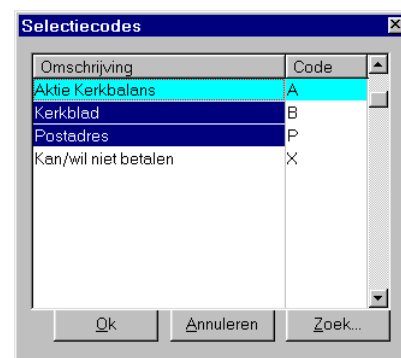 Selectiecodes
Omschrijving Code
Aktie Kerkbalans A
Kerkblad B
Postadres P
Kan/wil niet betalen X
Ok Annuleren Zoek...